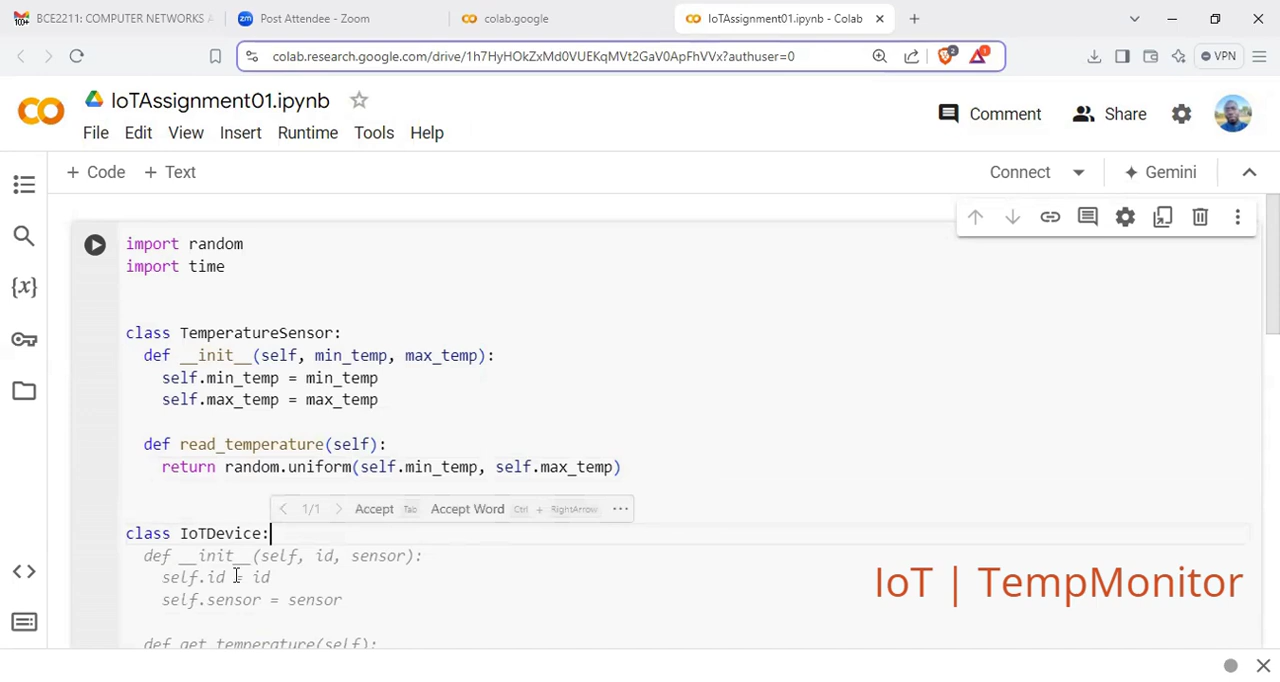 BCE2211: COMPUTER NETWORKS A
Post Attendee - Zoom
colab.google
IoTAssignment01.ipynb - Colab
colab.research.google.com/drive/1h7HyHOkZxMd0VUEKqMVt2GaV0ApFhVVx?authuser=0
2
1
VPN
IoTAssignment01.ipynb
Comment
Share
File Edit View Insert Runtime Tools Help
+ Code + Text
Connect
Gemini
import random
import time
class TemperatureSensor:
def __init__(self, min_temp, max_temp):
self.min_temp = min_temp
self.max_temp = max_temp
def read_temperature(self):
return random.uniform(self.min_temp, self.max_temp)
< 1/1 > Accept Tab Accept Word Ctrl + RightArrow ...
class IoTDevice:
def __init__(self, id, sensor):
self.id = id
self.sensor = sensor
def get_temperature(self):
IoT | TempMonitor